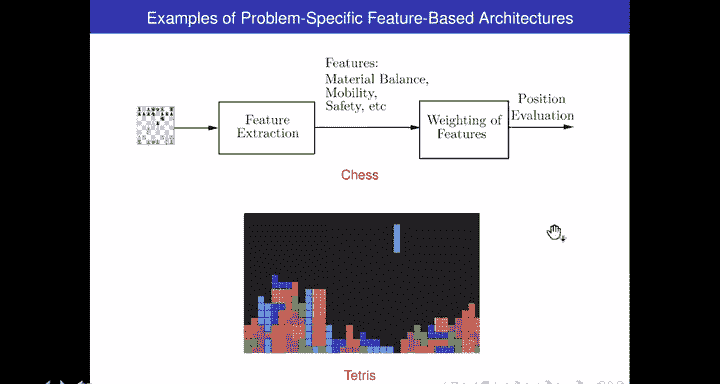 Examples of Problem-Specific Feature-Based Architectures
Features:
Material Balance,
Mobility,
Safety, etc
Feature
Extraction
Weighting of
Features
Position
Evaluation
Chess
Tetris